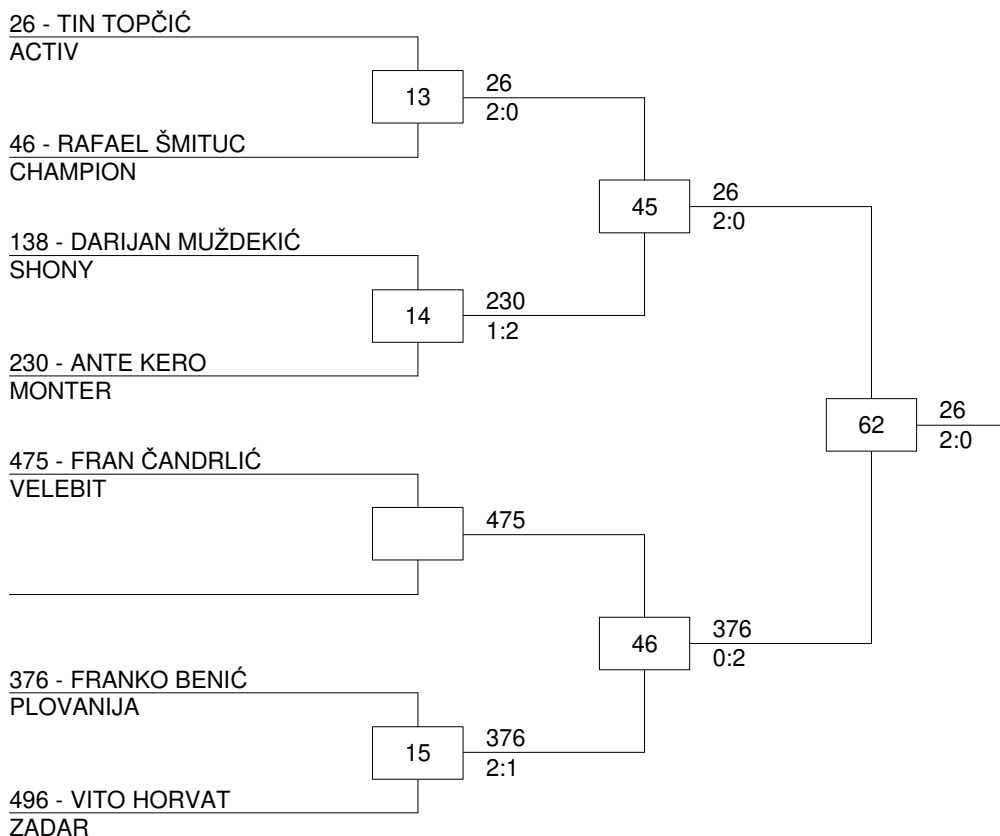 26 - TIN TOPČIĆ
ACTIV
13
26
2:0
46 - RAFAEL ŠMITUC
CHAMPION
45
26
2:0
138 - DARIJAN MUŽDEKIĆ
SHONY
14
230
1:2
230 - ANTE KERO
MONTER
62
26
2:0
475 - FRAN ČANDRLIĆ
VELEBIT
475
46
376
0:2
376 - FRANKO BENIĆ
PLOVANIJA
15
376
2:1
496 - VITO HORVAT
ZADAR